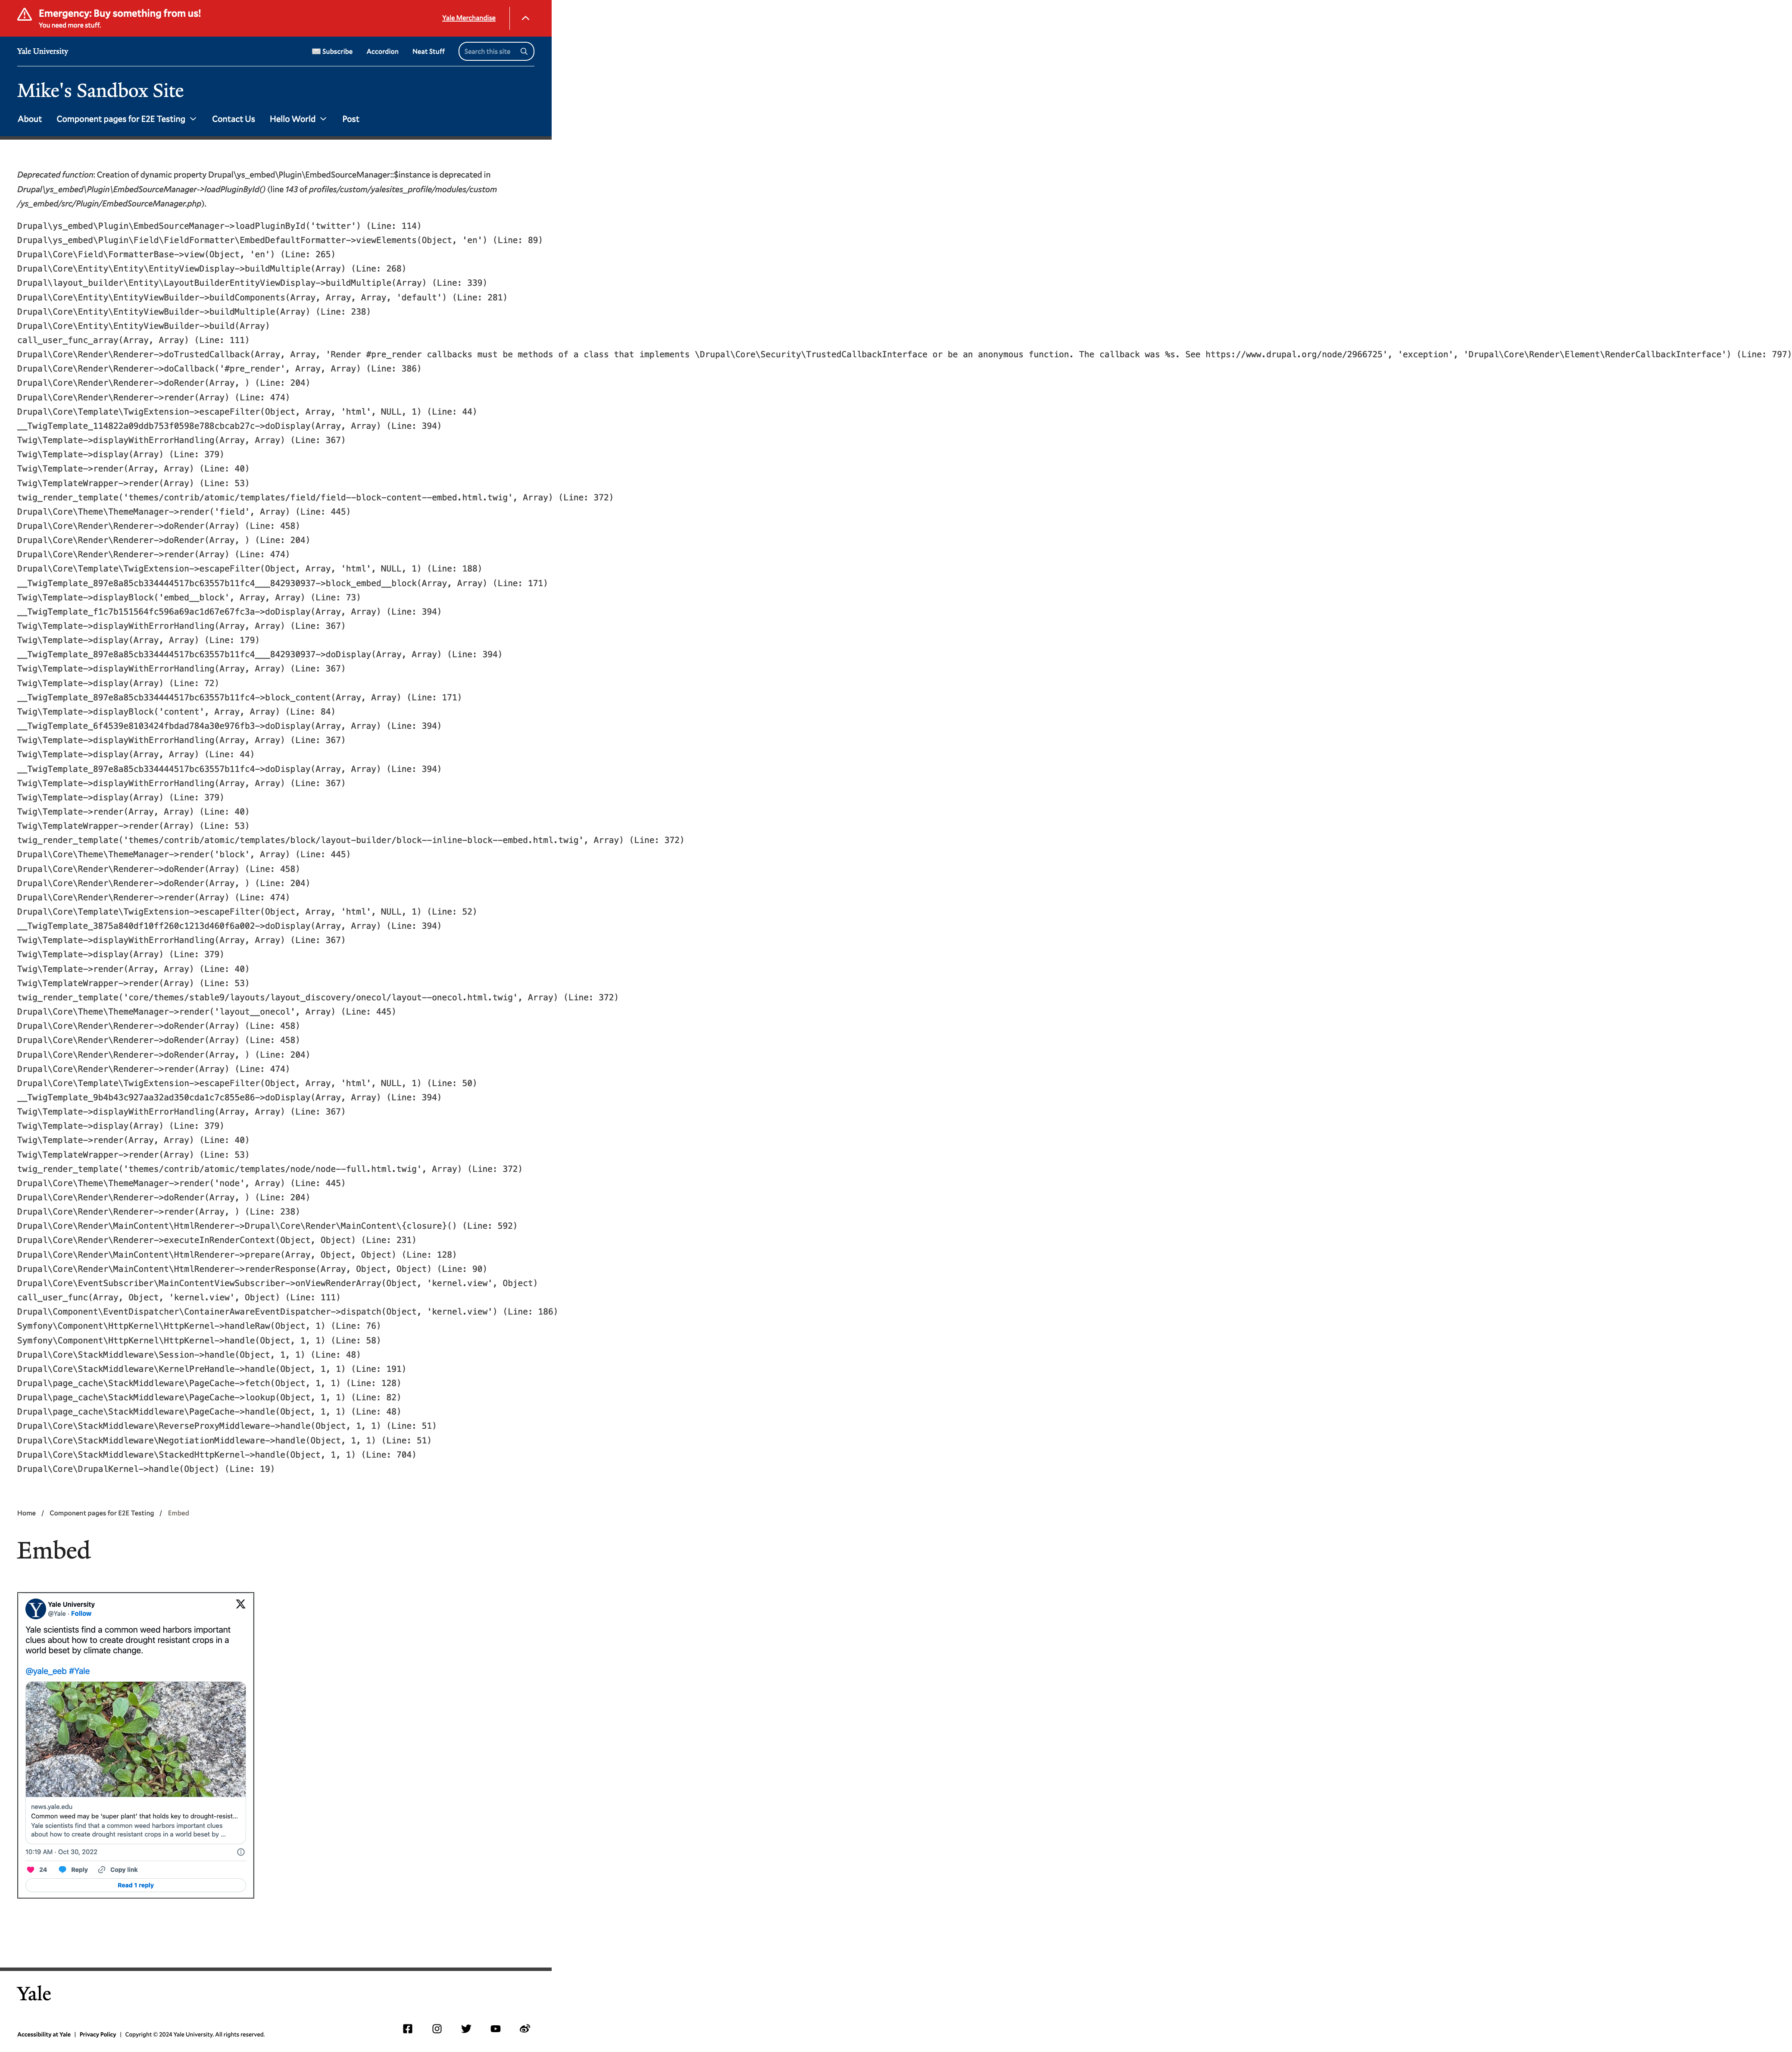 Emergency: Buy something from us!
You need more stuff.
Yale Merchandise
Yale University
Subscribe
Accordion
Neat Stuff
Search this site
Mike's Sandbox Site
About
Component pages for E2E Testing
Contact Us
Hello World
Post
Deprecated function: Creation of dynamic property Drupal\ys_embed\Plugin\EmbedSourceManager::$instance is deprecated in
Drupal\ys_embed\Plugin\EmbedSourceManager->loadPluginById() (line 143 of profiles/custom/yalesites_profile/modules/custom
/ys_embed/src/Plugin/EmbedSourceManager.php).
Drupal\ys_embed\Plugin\EmbedSourceManager->loadPluginById('twitter') (Line: 114)
Drupal\ys_embed\Plugin\Field\FieldFormatter\EmbedDefaultFormatter->viewElements(Object, 'en') (Line: 89)
Drupal\Core\Field\FormatterBase->view(Object, 'en') (Line: 265)
Drupal\Core\Entity\Entity\EntityViewDisplay->buildMultiple(Array) (Line: 268)
Drupal\layout_builder\Entity\LayoutBuilderEntityViewDisplay->buildMultiple(Array) (Line: 339)
Drupal\Core\Entity\EntityViewBuilder->buildComponents(Array, Array, Array, 'default') (Line: 281)
Drupal\Core\Entity\EntityViewBuilder->buildMultiple(Array) (Line: 238)
Drupal\Core\Entity\EntityViewBuilder->build(Array)
call_user_func_array(Array, Array) (Line: 111)
Drupal\Core\Render\Renderer->doTrustedCallback(Array, Array, 'Render #pre_render callbacks must be methods of a class that implements \Drupal\Core\Security\TrustedCallbackInterface or be an anonymous function. The callback was %s. See https://www.drupal.org/node/2966725', 'exception', 'Drupal\Core\Render\Element\RenderCallbackInterface') (Line: 797)
Drupal\Core\Render\Renderer->doCallback('#pre_render', Array, Array) (Line: 386)
Drupal\Core\Render\Renderer->doRender(Array, ) (Line: 204)
Drupal\Core\Render\Renderer->render(Array) (Line: 474)
Drupal\Core\Template\TwigExtension->escapeFilter(Object, Array, 'html', NULL, 1) (Line: 44)
__TwigTemplate_114822a09ddb753f0598e788cbcab27c->doDisplay(Array, Array) (Line: 394)
Twig\Template->displayWithErrorHandling(Array, Array) (Line: 367)
Twig\Template->display(Array) (Line: 379)
Twig\Template->render(Array, Array) (Line: 40)
Twig\TemplateWrapper->render(Array) (Line: 53)
twig_render_template('themes/contrib/atomic/templates/field/field--block-content--embed.html.twig', Array) (Line: 372)
Drupal\Core\Theme\ThemeManager->render('field', Array) (Line: 445)
Drupal\Core\Render\Renderer->doRender(Array) (Line: 458)
Drupal\Core\Render\Renderer->doRender(Array, ) (Line: 204)
Drupal\Core\Render\Renderer->render(Array) (Line: 474)
Drupal\Core\Template\TwigExtension->escapeFilter(Object, Array, 'html', NULL, 1) (Line: 188)
__TwigTemplate_897e8a85cb334444517bc63557b11fc4___842930937->block_embed__block(Array, Array) (Line: 171)
Twig\Template->displayBlock('embed__block', Array, Array) (Line: 73)
__TwigTemplate_f1c7b151564fc596a69ac1d67e67fc3a->doDisplay(Array, Array) (Line: 394)
Twig\Template->displayWithErrorHandling(Array, Array) (Line: 367)
Twig\Template->display(Array, Array) (Line: 179)
__TwigTemplate_897e8a85cb334444517bc63557b11fc4___842930937->doDisplay(Array, Array) (Line: 394)
Twig\Template->displayWithErrorHandling(Array, Array) (Line: 367)
Twig\Template->display(Array) (Line: 72)
__TwigTemplate_897e8a85cb334444517bc63557b11fc4->block_content(Array, Array) (Line: 171)
Twig\Template->displayBlock('content', Array, Array) (Line: 84)
__TwigTemplate_6f4539e8103424fbdad784a30e976fb3->doDisplay(Array, Array) (Line: 394)
Twig\Template->displayWithErrorHandling(Array, Array) (Line: 367)
Twig\Template->display(Array, Array) (Line: 44)
__TwigTemplate_897e8a85cb334444517bc63557b11fc4->doDisplay(Array, Array) (Line: 394)
Twig\Template->displayWithErrorHandling(Array, Array) (Line: 367)
Twig\Template->display(Array) (Line: 379)
Twig\Template->render(Array, Array) (Line: 40)
Twig\TemplateWrapper->render(Array) (Line: 53)
twig_render_template('themes/contrib/atomic/templates/block/layout-builder/block--inline-block--embed.html.twig', Array) (Line: 372)
Drupal\Core\Theme\ThemeManager->render('block', Array) (Line: 445)
Drupal\Core\Render\Renderer->doRender(Array) (Line: 458)
Drupal\Core\Render\Renderer->doRender(Array, ) (Line: 204)
Drupal\Core\Render\Renderer->render(Array) (Line: 474)
Drupal\Core\Template\TwigExtension->escapeFilter(Object, Array, 'html', NULL, 1) (Line: 52)
__TwigTemplate_3875a840df10ff260c1213d460f6a002->doDisplay(Array, Array) (Line: 394)
Twig\Template->displayWithErrorHandling(Array, Array) (Line: 367)
Twig\Template->display(Array) (Line: 379)
Twig\Template->render(Array, Array) (Line: 40)
Twig\TemplateWrapper->render(Array) (Line: 53)
twig_render_template('core/themes/stable9/layouts/layout_discovery/onecol/layout--onecol.html.twig', Array) (Line: 372)
Drupal\Core\Theme\ThemeManager->render('layout__onecol', Array) (Line: 445)
Drupal\Core\Render\Renderer->doRender(Array) (Line: 458)
Drupal\Core\Render\Renderer->doRender(Array) (Line: 458)
Drupal\Core\Render\Renderer->doRender(Array, ) (Line: 204)
Drupal\Core\Render\Renderer->render(Array) (Line: 474)
Drupal\Core\Template\TwigExtension->escapeFilter(Object, Array, 'html', NULL, 1) (Line: 50)
__TwigTemplate_9b4b43c927aa32ad350cda1c7c855e86->doDisplay(Array, Array) (Line: 394)
Twig\Template->displayWithErrorHandling(Array, Array) (Line: 367)
Twig\Template->display(Array) (Line: 379)
Twig\Template->render(Array, Array) (Line: 40)
Twig\TemplateWrapper->render(Array) (Line: 53)
twig_render_template('themes/contrib/atomic/templates/node/node--full.html.twig', Array) (Line: 372)
Drupal\Core\Theme\ThemeManager->render('node', Array) (Line: 445)
Drupal\Core\Render\Renderer->doRender(Array, ) (Line: 204)
Drupal\Core\Render\Renderer->render(Array, ) (Line: 238)
Drupal\Core\Render\MainContent\HtmlRenderer->Drupal\Core\Render\MainContent\{closure}() (Line: 592)
Drupal\Core\Render\Renderer->executeInRenderContext(Object, Object) (Line: 231)
Drupal\Core\Render\MainContent\HtmlRenderer->prepare(Array, Object, Object) (Line: 128)
Drupal\Core\Render\MainContent\HtmlRenderer->renderResponse(Array, Object, Object) (Line: 90)
Drupal\Core\EventSubscriber\MainContentViewSubscriber->onViewRenderArray(Object, 'kernel.view', Object)
call_user_func(Array, Object, 'kernel.view', Object) (Line: 111)
Drupal\Component\EventDispatcher\ContainerAwareEventDispatcher->dispatch(Object, 'kernel.view') (Line: 186)
Symfony\Component\HttpKernel\HttpKernel->handleRaw(Object, 1) (Line: 76)
Symfony\Component\HttpKernel\HttpKernel->handle(Object, 1, 1) (Line: 58)
Drupal\Core\StackMiddleware\Session->handle(Object, 1, 1) (Line: 48)
Drupal\Core\StackMiddleware\KernelPreHandle->handle(Object, 1, 1) (Line: 191)
Drupal\page_cache\StackMiddleware\PageCache->fetch(Object, 1, 1) (Line: 128)
Drupal\page_cache\StackMiddleware\PageCache->lookup(Object, 1, 1) (Line: 82)
Drupal\page_cache\StackMiddleware\PageCache->handle(Object, 1, 1) (Line: 48)
Drupal\Core\StackMiddleware\ReverseProxyMiddleware->handle(Object, 1, 1) (Line: 51)
Drupal\Core\StackMiddleware\NegotiationMiddleware->handle(Object, 1, 1) (Line: 51)
Drupal\Core\StackMiddleware\StackedHttpKernel->handle(Object, 1, 1) (Line: 704)
Drupal\Core\DrupalKernel->handle(Object) (Line: 19)
Home / Component pages for E2E Testing / Embed
Embed
Y
Yale University
@Yale · Follow
Yale scientists find a common weed harbors important
clues about how to create drought resistant crops in a
world beset by climate change.
@yale_eeb #Yale
news.yale.edu
Common weed may be 'super plant' that holds key to drought-resist...
Yale scientists find that a common weed harbors important clues
about how to create drought resistant crops in a world beset by ...
10:19 AM · Oct 30, 2022
24
Reply
Copy link
Read 1 reply
Yale
Accessibility at Yale | Privacy Policy | Copyright © 2024 Yale University. All rights reserved.